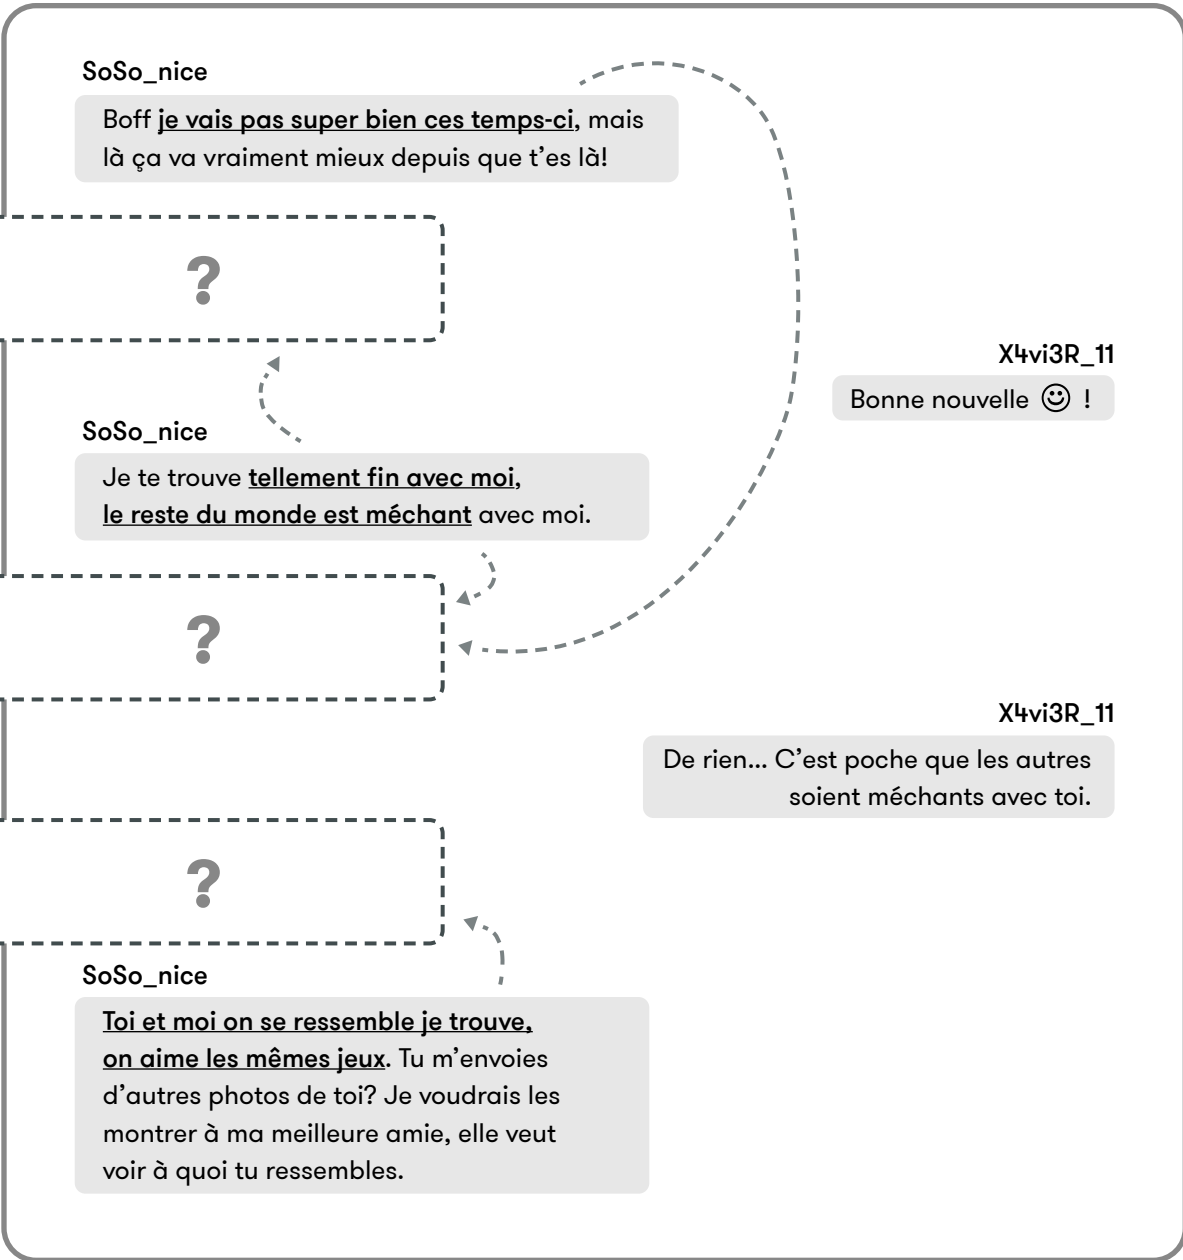 SoSo_nice
Boff je vais pas super bien ces temps-ci, mais
là ça va vraiment mieux depuis que t’es là!
?
X4vi3R_11
Bonne nouvelle ☺ !
SoSo_nice
Je te trouve tellement fin avec moi,
le reste du monde est méchant avec moi.
?
X4vi3R_11
De rien... C’est poche que les autres
soient méchants avec toi.
?
SoSo_nice
Toi et moi on se ressemble je trouve,
on aime les mêmes jeux. Tu m’envoies
d’autres photos de toi? Je voudrais les
montrer à ma meilleure amie, elle veut
voir à quoi tu ressembles.